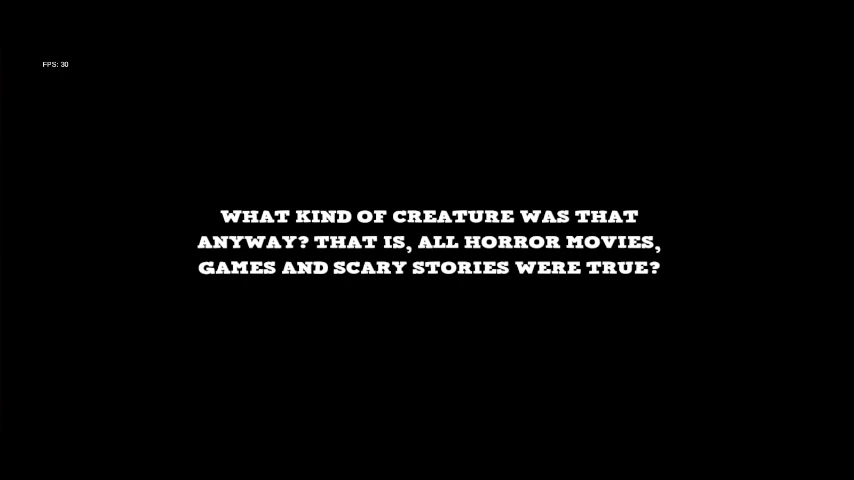 FPS: 30
WHAT KIND OF CREATURE WAS THAT
ANYWAY? THAT IS, ALL HORROR MOVIES,
GAMES AND SCARY STORIES WERE TRUE?